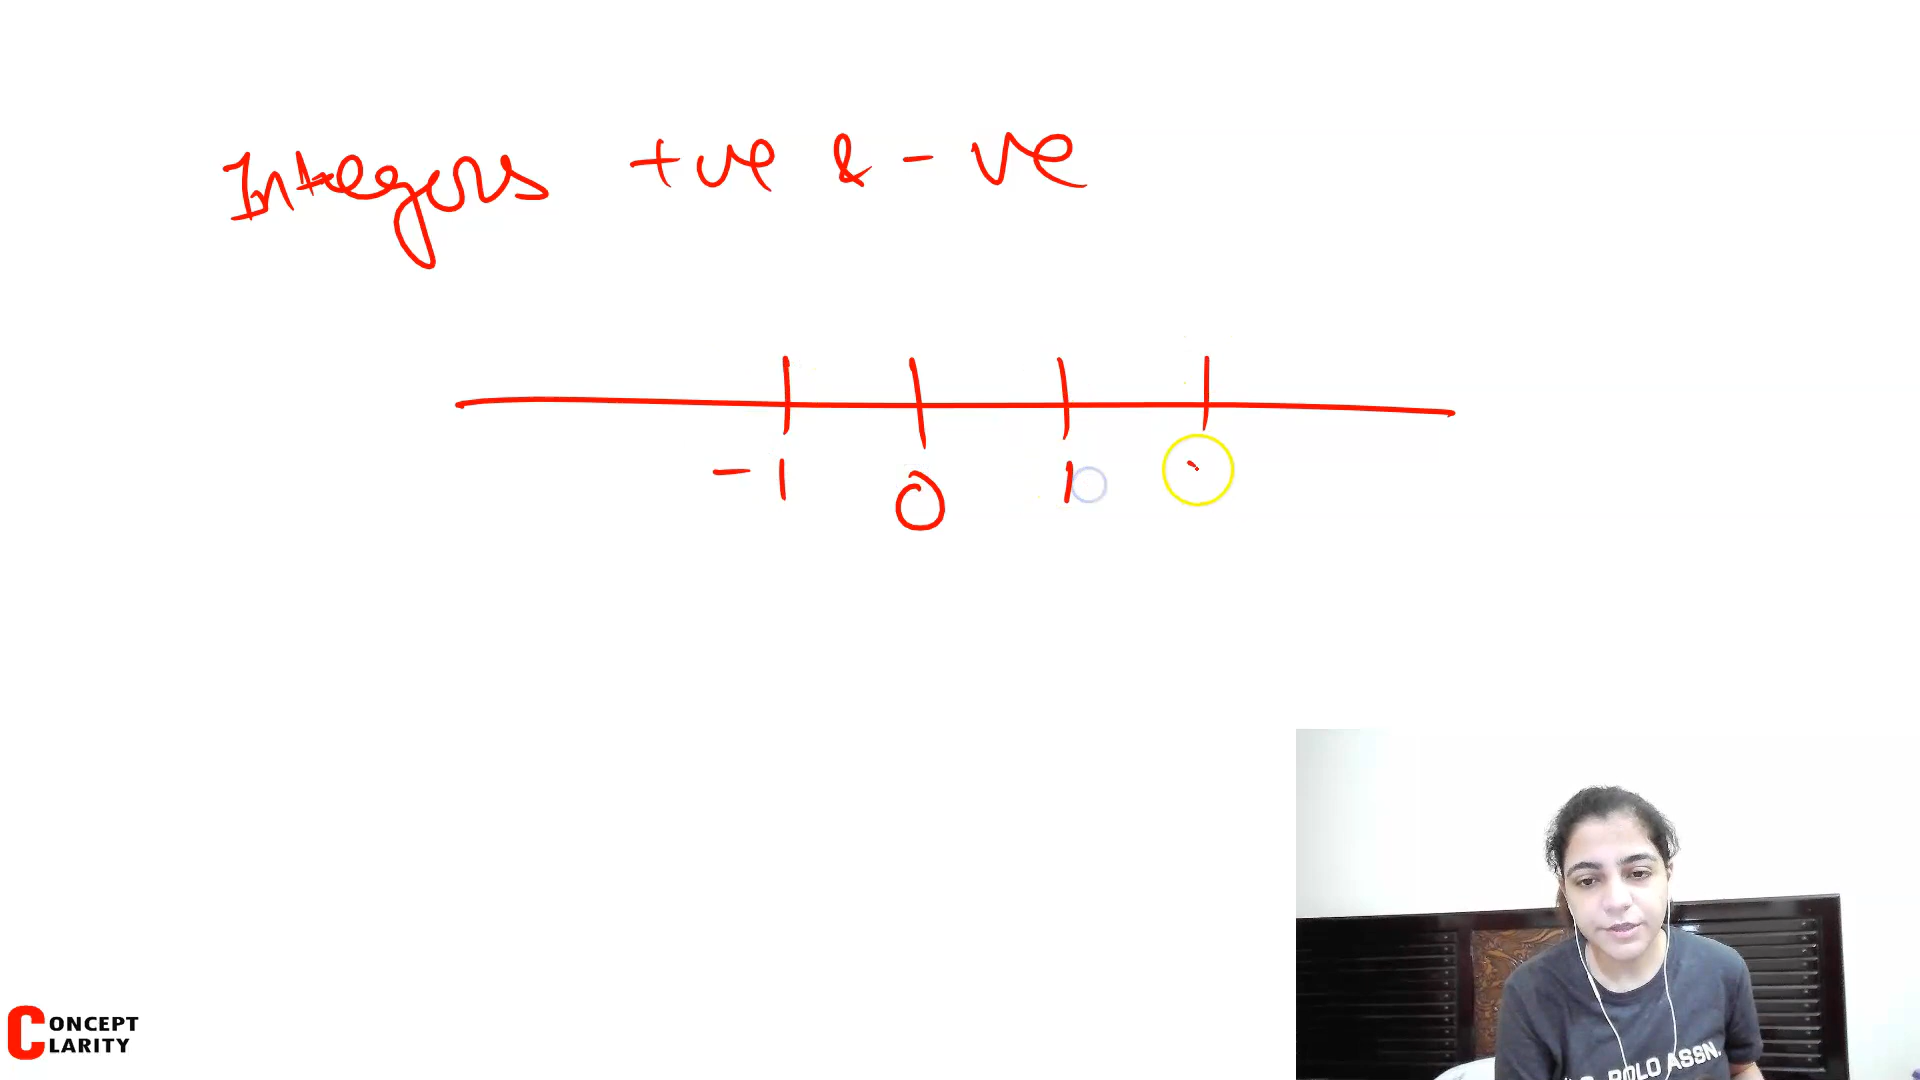 Integers +ve & -ve
-1 0 1
CONCEPT
CLARITY
POLO ASSN.